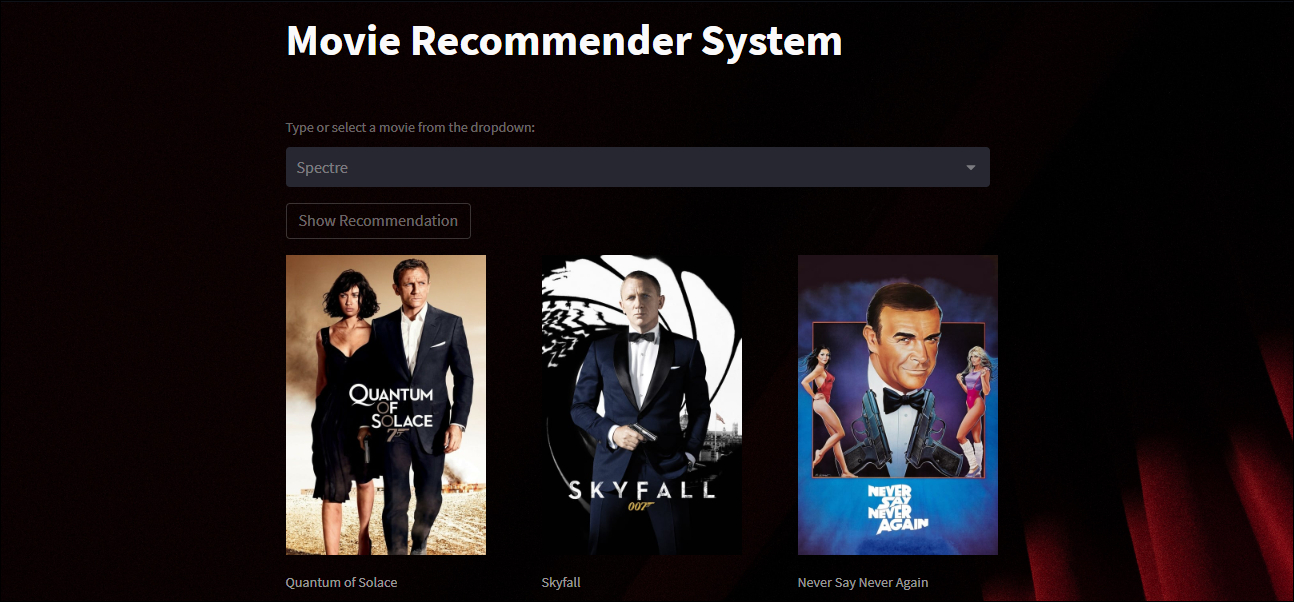 Movie Recommender System
Type or select a movie from the dropdown:
Spectre
Show Recommendation
QUANTUM
OF
SOLACE
007
SKYFALL
007
NEVER
SAY
NEVER
AGAIN
Quantum of Solace
Skyfall
Never Say Never Again